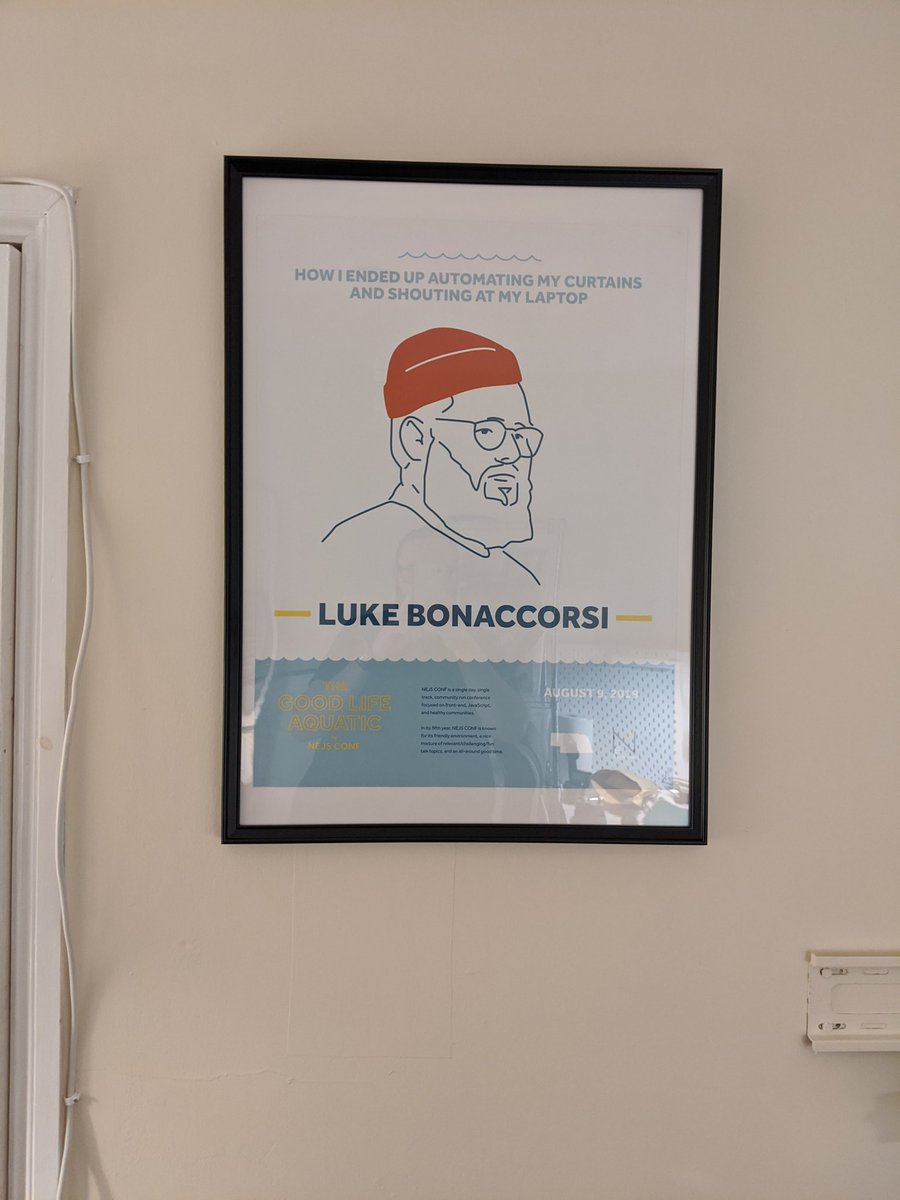 HOW I ENDED UP AUTOMATING MY CURTAINS
AND SHOUTING AT MY LAPTOP
LUKE BONACCORSI
THE
GOOD LIFE
AQUATIC
BY
NEJS CONF
NEJS CONF is a single day, single
track, community run conference
focused on front-end, JavaScript,
and healthy communities.
In its fifth year, NEJS CONF is known
for its friendly environment, a nice
mixture of relevant/challenging/fun
talk topics, and an all-around good time.
AUGUST 9, 2019
N